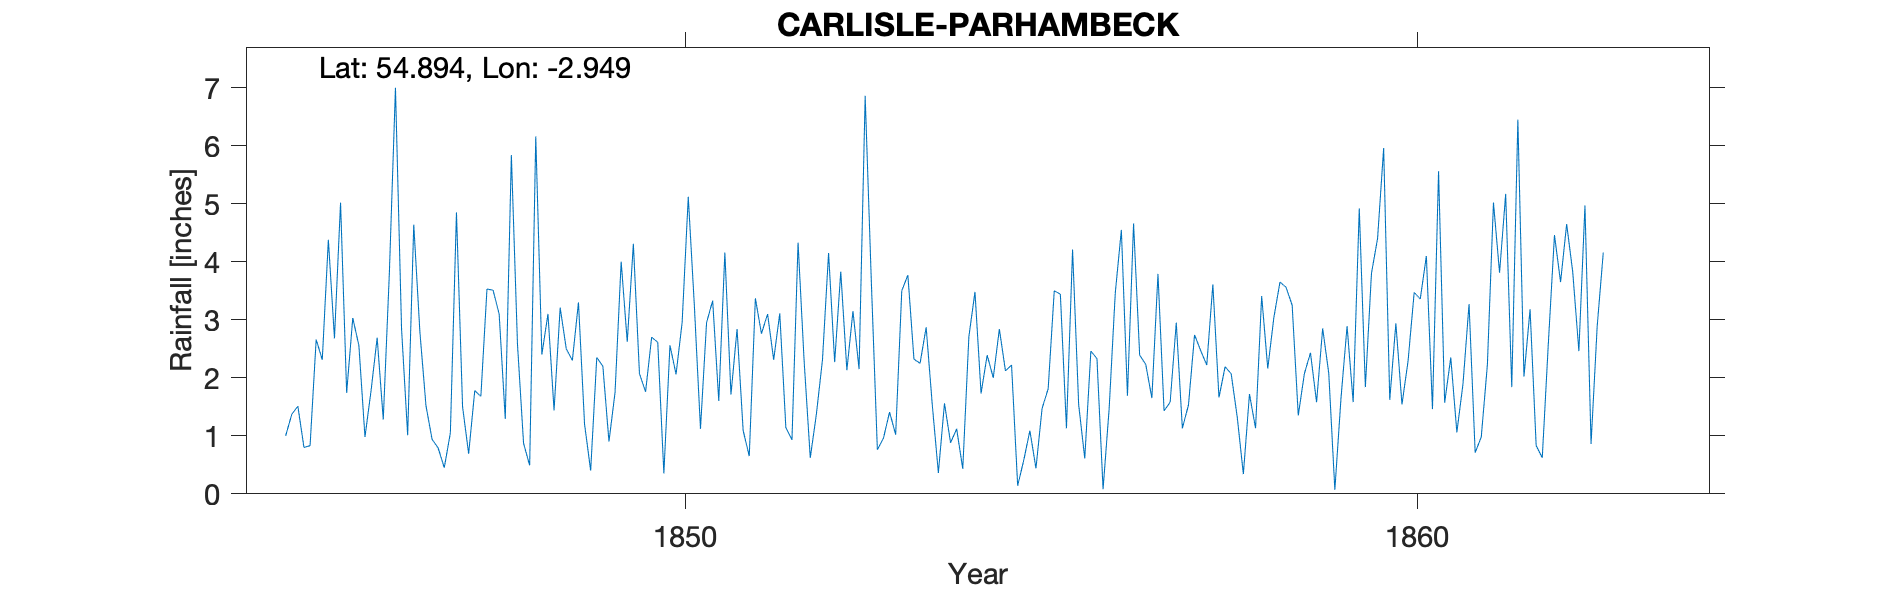 CARLISLE-PARHAMBECK
Lat: 54.894, Lon: -2.949
7
6
5
4
3
2
1
0
Rainfall [inches]
1850
1860
Year